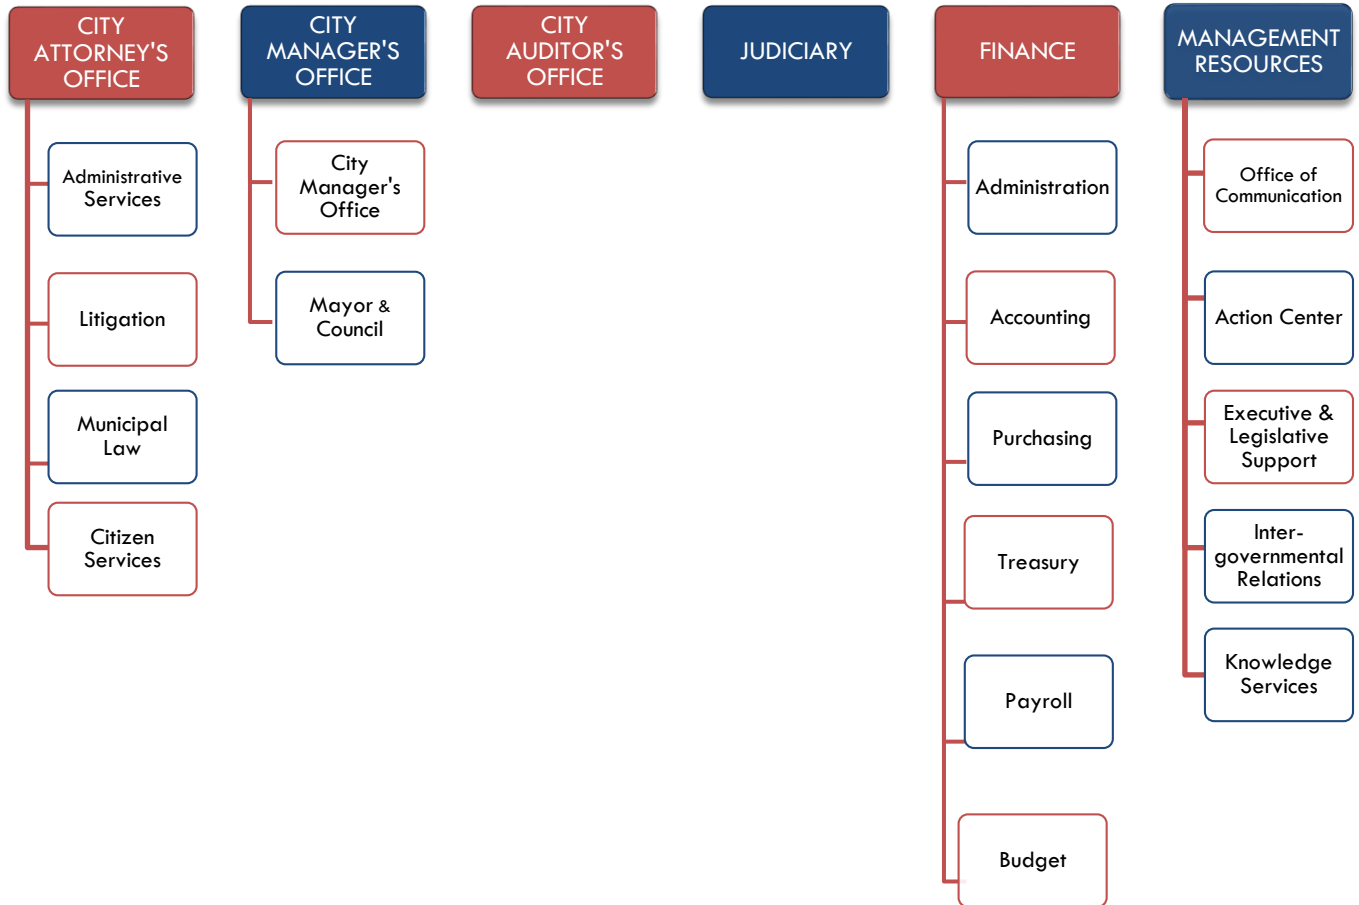 CITY
ATTORNEY'S
OFFICE
Administrative
Services
Litigation
Municipal
Law
Citizen
Services
CITY
MANAGER'S
OFFICE
City
Manager's
Office
Mayor &
Council
CITY
AUDITOR'S
OFFICE
JUDICIARY
FINANCE
Administration
Accounting
Purchasing
Treasury
Payroll
Budget
MANAGEMENT
RESOURCES
Office of
Communication
Action Center
Executive &
Legislative
Support
Inter-
governmental
Relations
Knowledge
Services